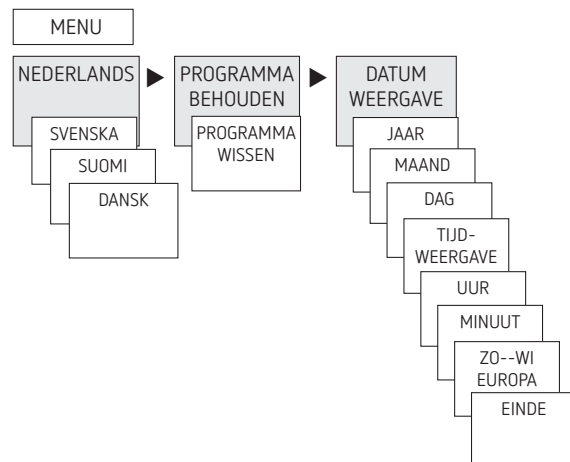 MENU
NEDERLANDS
SVENSKA
SUOMI
DANSK
PROGRAMMA
BEHOUDEN
PROGRAMMA
WISSEN
DATUM
WEERGAVE
JAAR
MAAND
DAG
TIJD-
WEERGAVE
UUR
MINUUT
ZO--WI
EUROPA
EINDE